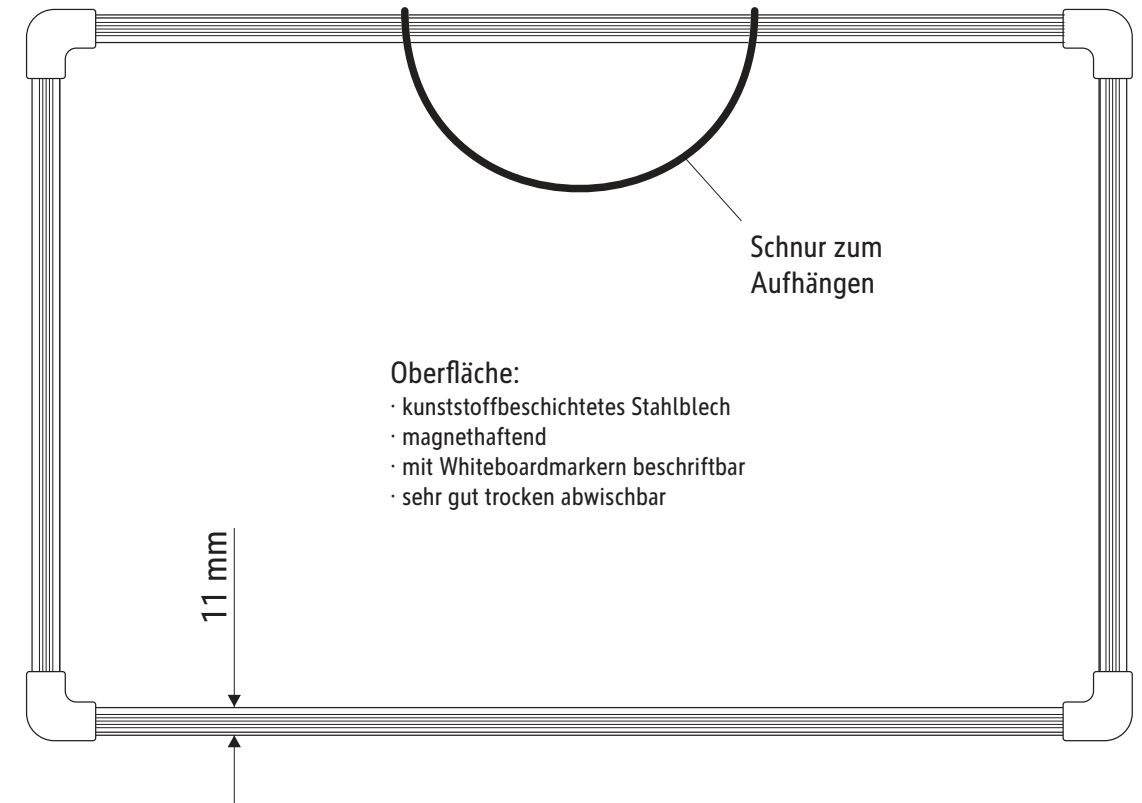 Schnur zum
Aufhängen
Oberfläche:
· kunststoffbeschichtetes Stahlblech
· magnethaftend
· mit Whiteboardmarkern beschriftbar
· sehr gut trocken abwischbar
11 mm